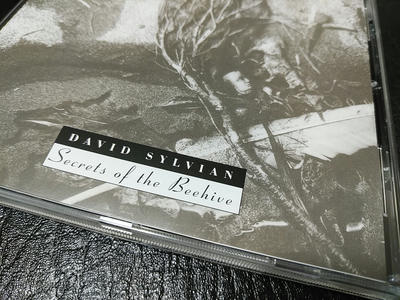 DAVID SYLVIAN
Secrets of the Beehive